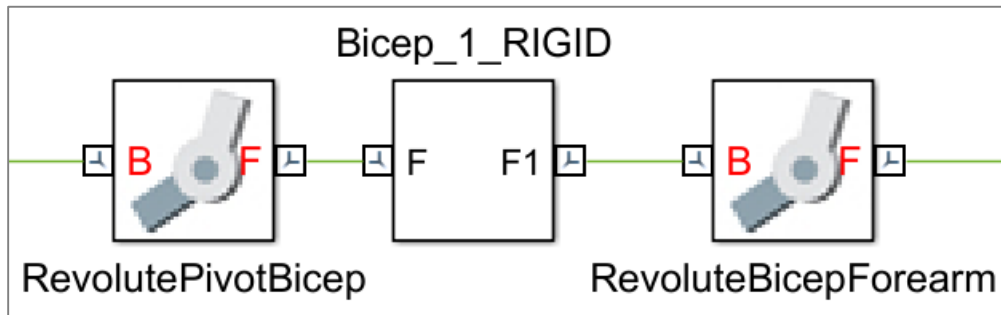 Bicep_1_RIGID
B F F F1 B F
RevolutePivotBicep RevoluteBicepForearm